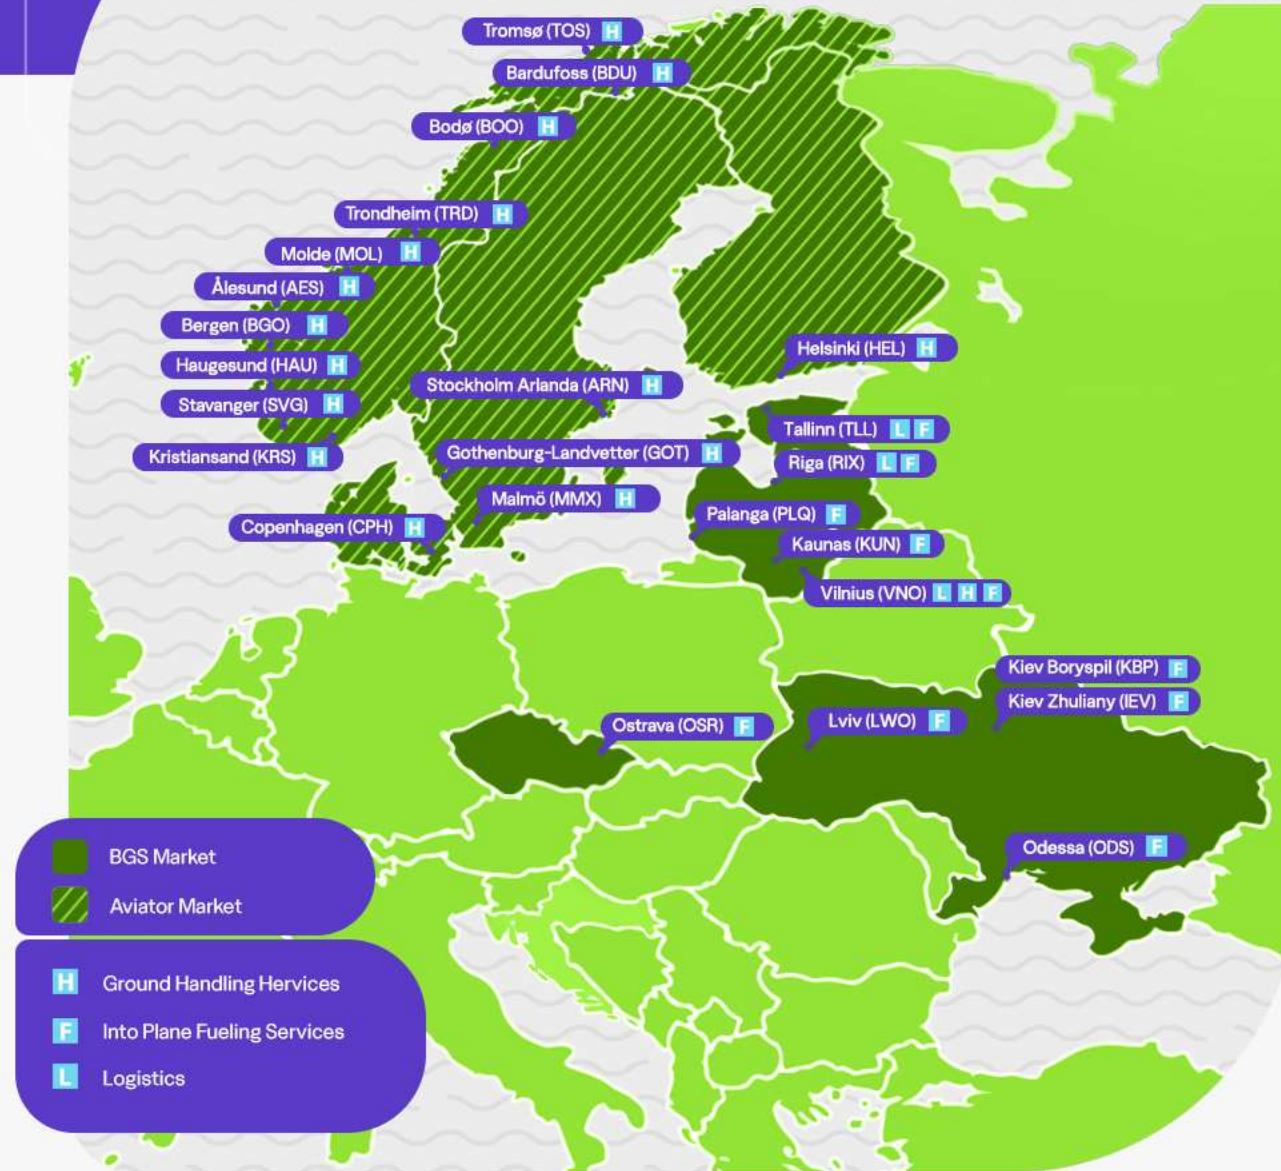 Tromsø (TOS) H
Bardufoss (BDU) H
Bodø (BOO) H
Trondheim (TRD) H
Molde (MOL) H
Ålesund (AES) H
Bergen (BGO) H
Haugesund (HAU) H
Stavanger (SVG) H
Kristiansand (KRS) H
Stockholm Arlanda (ARN) H
Gothenburg-Landvetter (GOT) H
Malmö (MMX) H
Copenhagen (CPH) H
Helsinki (HEL) H
Tallinn (TLL) L F
Riga (RIX) L F
Palanga (PLQ) F
Kaunas (KUN) F
Vilnius (VNO) L H F
Kiev Boryspil (KBP) F
Kiev Zhuliany (IEV) F
Lviv (LWO) F
Ostrava (OSR) F
Odessa (ODS) F
BGS Market
Aviator Market
H Ground Handling Hervices
F Into Plane Fueling Services
L Logistics